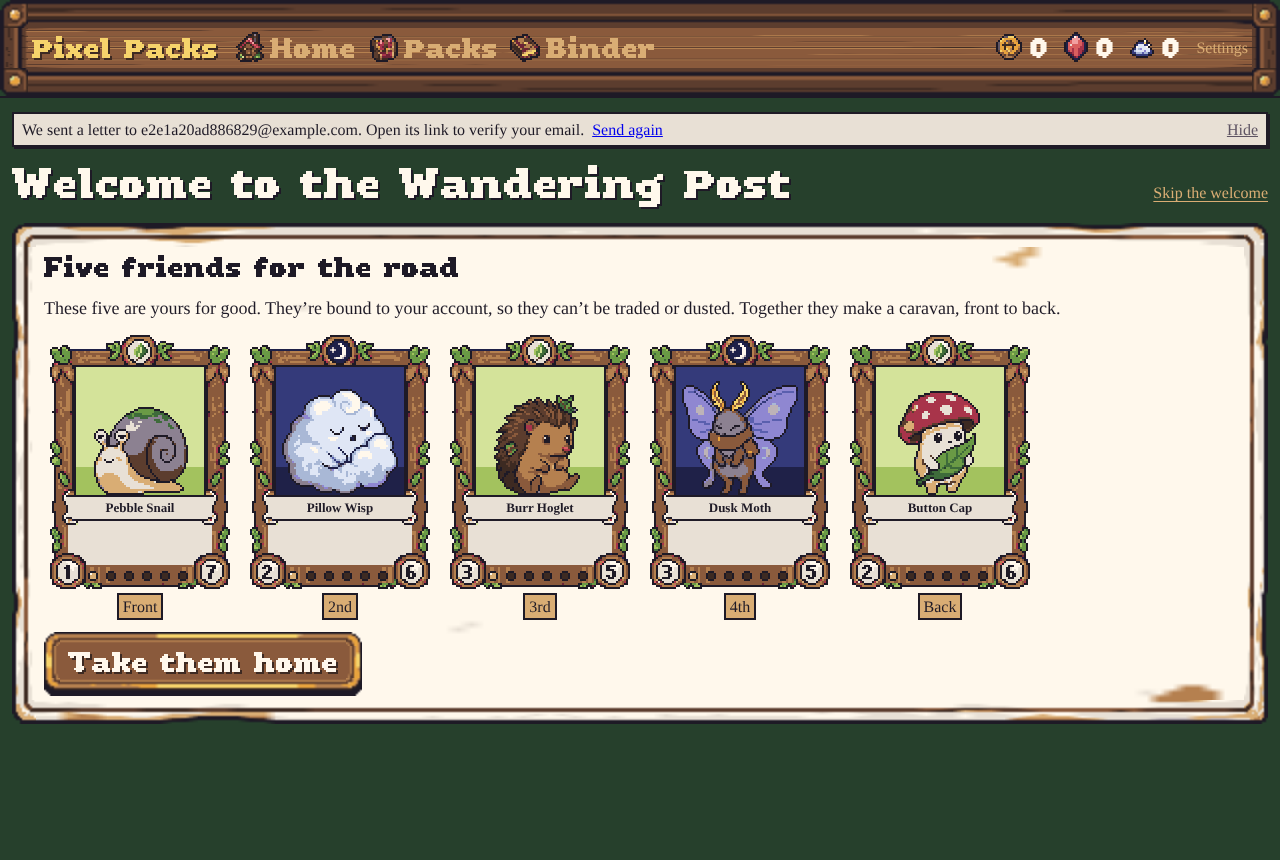 Pixel Packs Home Packs Binder 0 0 0 Settings
We sent a letter to e2e1a20ad886829@example.com. Open its link to verify your email. Send again Hide
Welcome to the Wandering Post Skip the welcome
Five friends for the road
These five are yours for good. They’re bound to your account, so they can’t be traded or dusted. Together they make a caravan, front to back.
Pebble Snail Pillow Wisp Burr Hoglet Dusk Moth Button Cap
1 7 2 6 3 5 3 5 2 6
Front 2nd 3rd 4th Back
Take them home